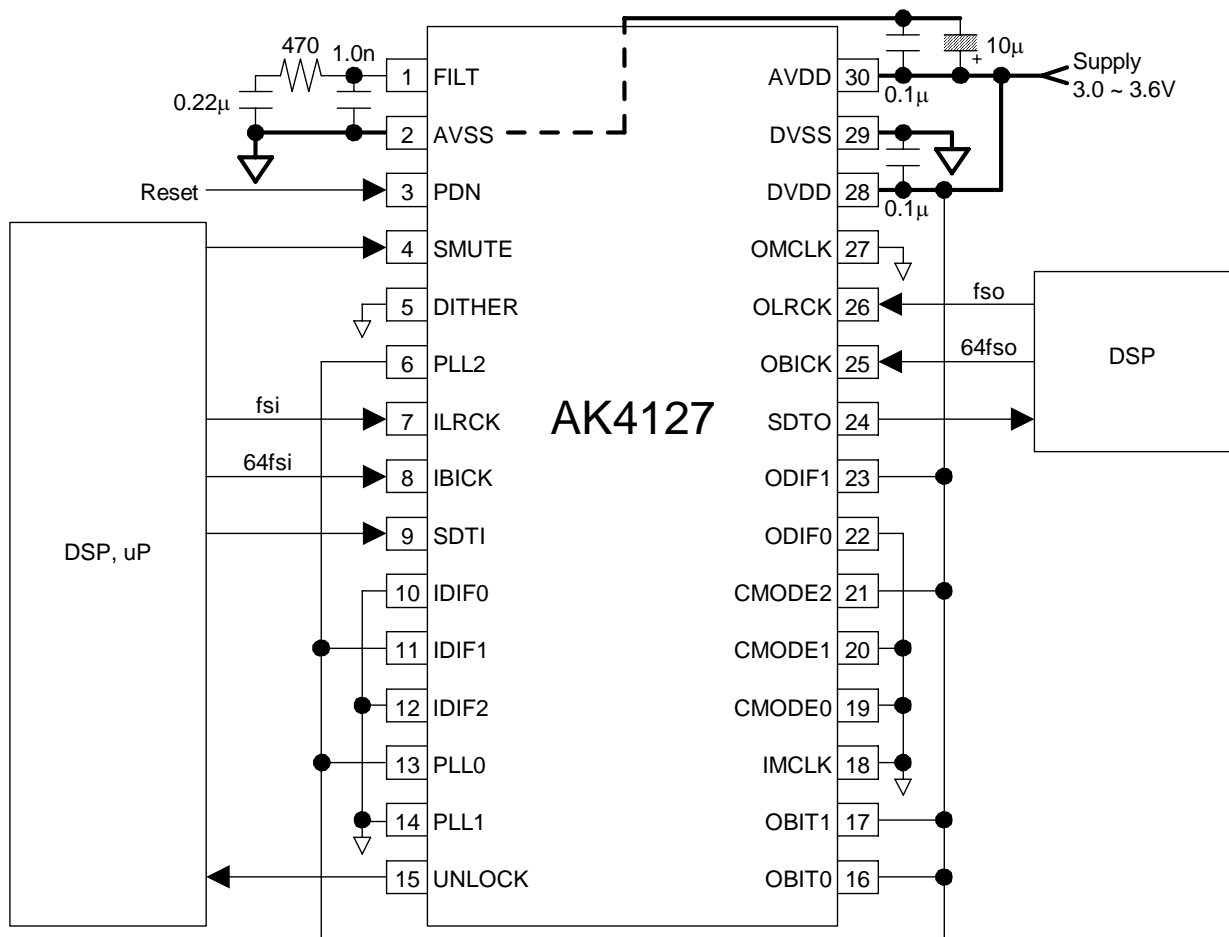 470
1.0n
0.22µ
1 FILT
2 AVSS
Reset
3 PDN
4 SMUTE
5 DITHER
6 PLL2
fsi
7 ILRCK
64fsi
8 IBICK
9 SDTI
DSP, uP
10 IDIF0
11 IDIF1
12 IDIF2
13 PLL0
14 PLL1
15 UNLOCK
AK4127
10µ
+
Supply
3.0 ~ 3.6V
AVDD 30
0.1µ
DVSS 29
DVDD 28
0.1µ
OMCLK 27
fso
OLRCK 26
64fso
OBICK 25
DSP
SDTO 24
ODIF1 23
ODIF0 22
CMODE2 21
CMODE1 20
CMODE0 19
IMCLK 18
OBIT1 17
OBIT0 16